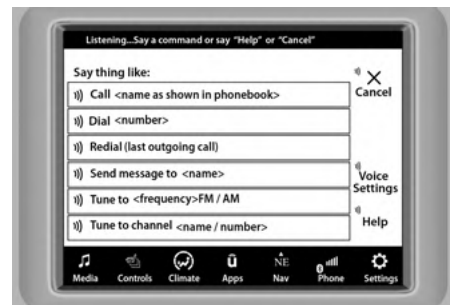 Listening...Say a command or say "Help" or "Cancel"
Say thing like:
Call <name as shown in phonebook>
Dial <number>
Redial (last outgoing call)
Send message to <name>
Tune to <frequency>FM / AM
Tune to channel <name / number>
Cancel
Voice
Settings
Help
NE
0
Media Controls Climate Apps Nav Phone Settings